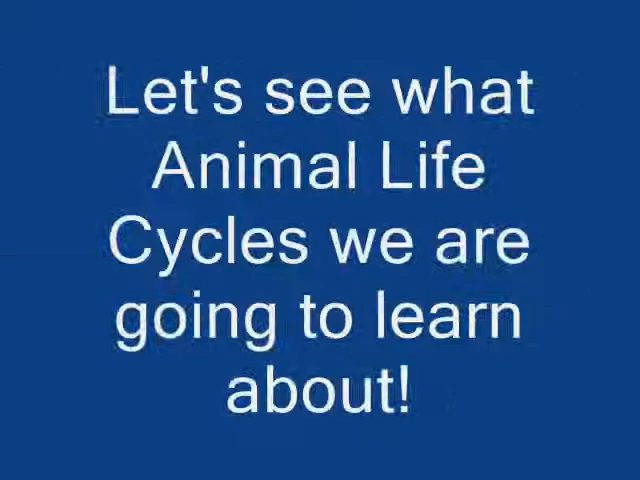 Let's see what
Animal Life
Cycles we are
going to learn
about!